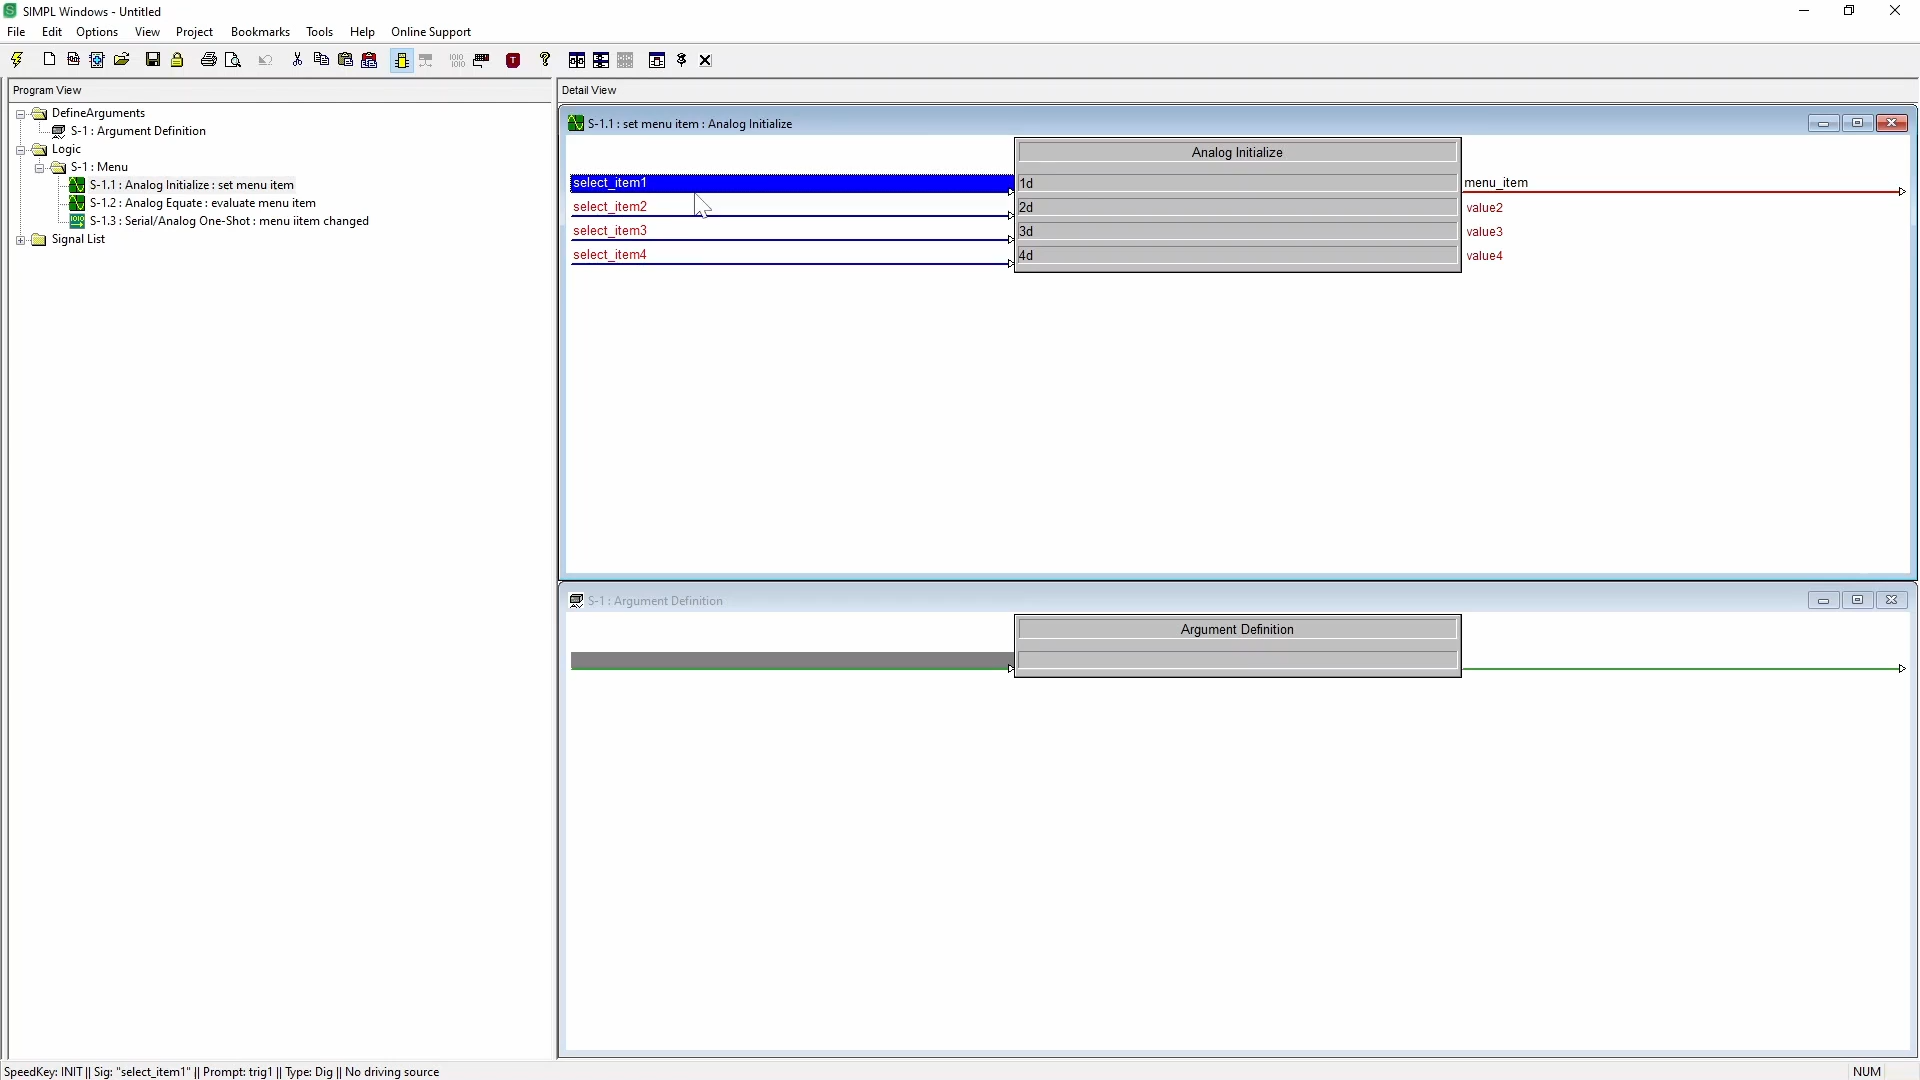 SIMPL Windows - Untitled
File Edit Options View Project Bookmarks Tools Help Online Support
Program View
DefineArguments
S-1 : Argument Definition
Logic
S-1 : Menu
S-1.1 : Analog Initialize : set menu item
S-1.2 : Analog Equate : evaluate menu item
S-1.3 : Serial/Analog One-Shot : menu iitem changed
Signal List
Detail View
S-1.1 : set menu item : Analog Initialize
Analog Initialize
select_item1 1d menu_item
select_item2 2d value2
select_item3 3d value3
select_item4 4d value4
S-1 : Argument Definition
Argument Definition
SpeedKey: INIT || Sig: "select_item1" || Prompt: trig1 || Type: Dig || No driving source
NUM